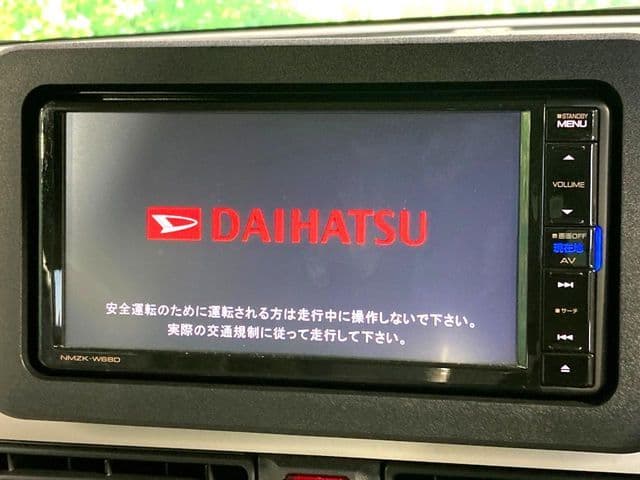 ■STANDBY
MENU
VOLUME
DAIHATSU
■画面OFF
現在地
AV
■サーチ
安全運転のために運転される方は走行中に操作しないで下さい。
実際の交通規制に従って走行して下さい。
NMZK-W68D